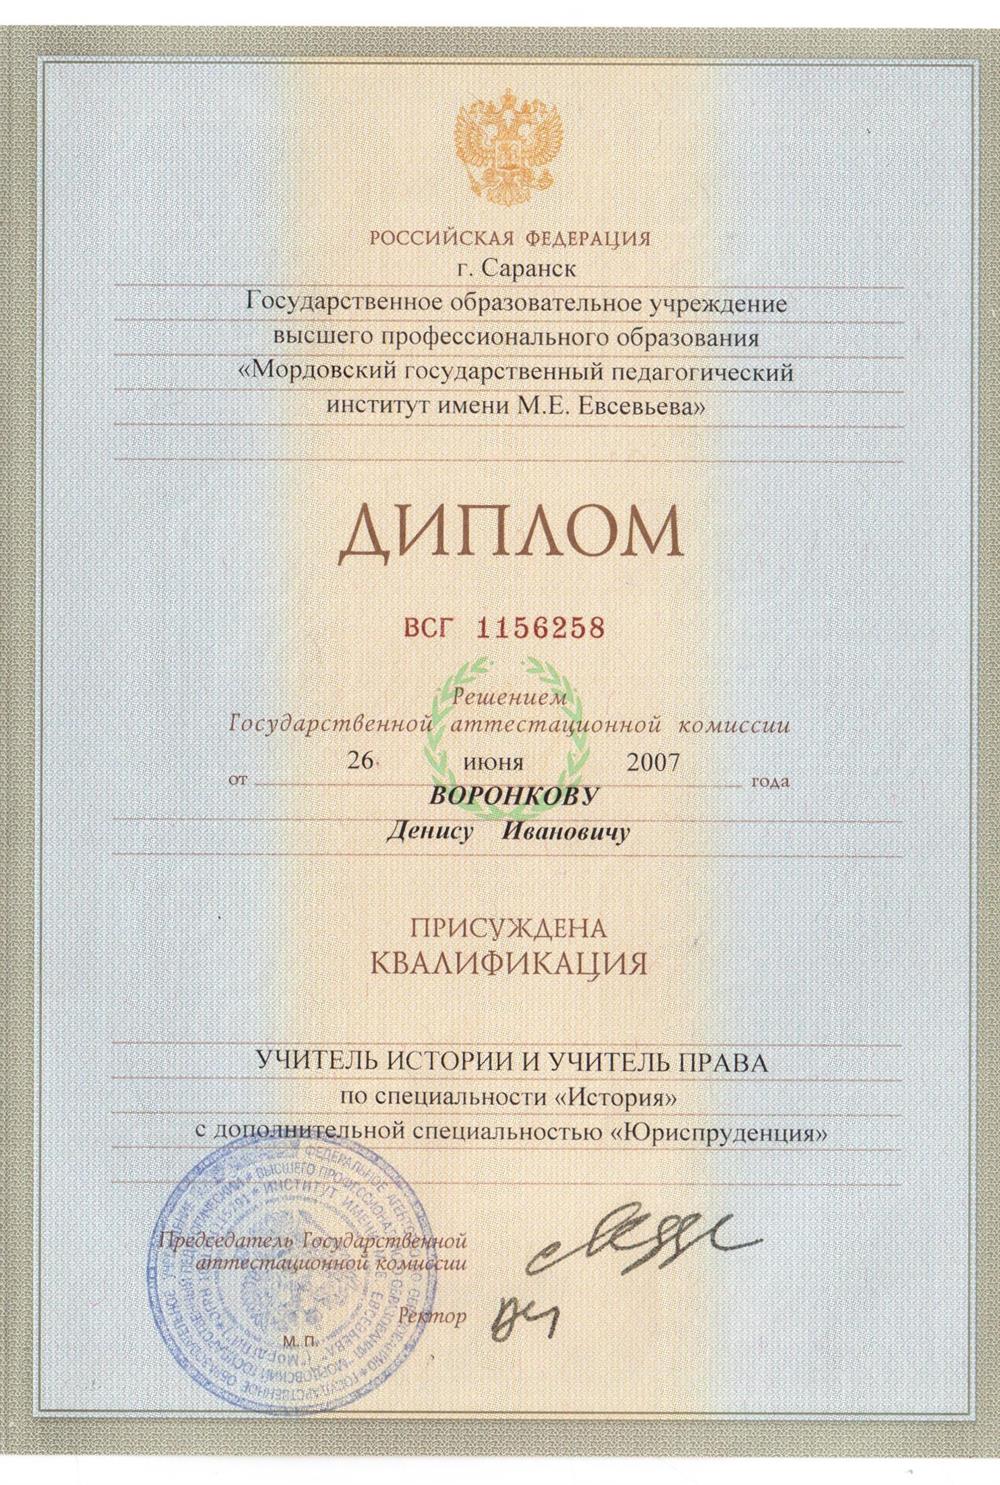 РОССИЙСКАЯ ФЕДЕРАЦИЯ
г. Саранск
Государственное образовательное учреждение
высшего профессионального образования
«Мордовский государственный педагогический
институт имени М.Е. Евсевьева»
ДИПЛОМ
ВСГ 1156258
Решением
Государственной аттестационной комиссии
от 26 июня 2007 года
ВОРОНКОВУ
Денису Ивановичу
ПРИСУЖДЕНА
КВАЛИФИКАЦИЯ
УЧИТЕЛЬ ИСТОРИИ И УЧИТЕЛЬ ПРАВА
по специальности «История»
с дополнительной специальностью «Юриспруденция»
Председатель Государственной
аттестационной комиссии
Ректор
М. П.